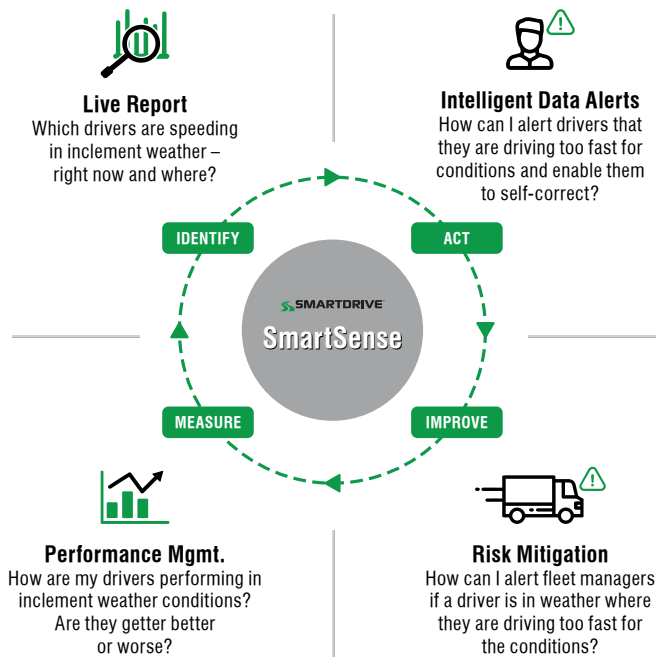 Live Report
Which drivers are speeding
in inclement weather –
right now and where?
Intelligent Data Alerts
How can I alert drivers that
they are driving too fast for
conditions and enable them
to self-correct?
IDENTIFY
ACT
SMARTDRIVE
SmartSense
MEASURE
IMPROVE
Performance Mgmt.
How are my drivers performing in
inclement weather conditions?
Are they getter better
or worse?
Risk Mitigation
How can I alert fleet managers
if a driver is in weather where
they are driving too fast for
the conditions?